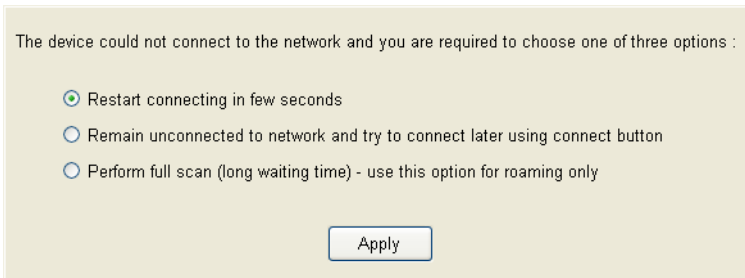 The device could not connect to the network and you are required to choose one of three options :
Restart connecting in few seconds
Remain unconnected to network and try to connect later using connect button
Perform full scan (long waiting time) - use this option for roaming only
Apply